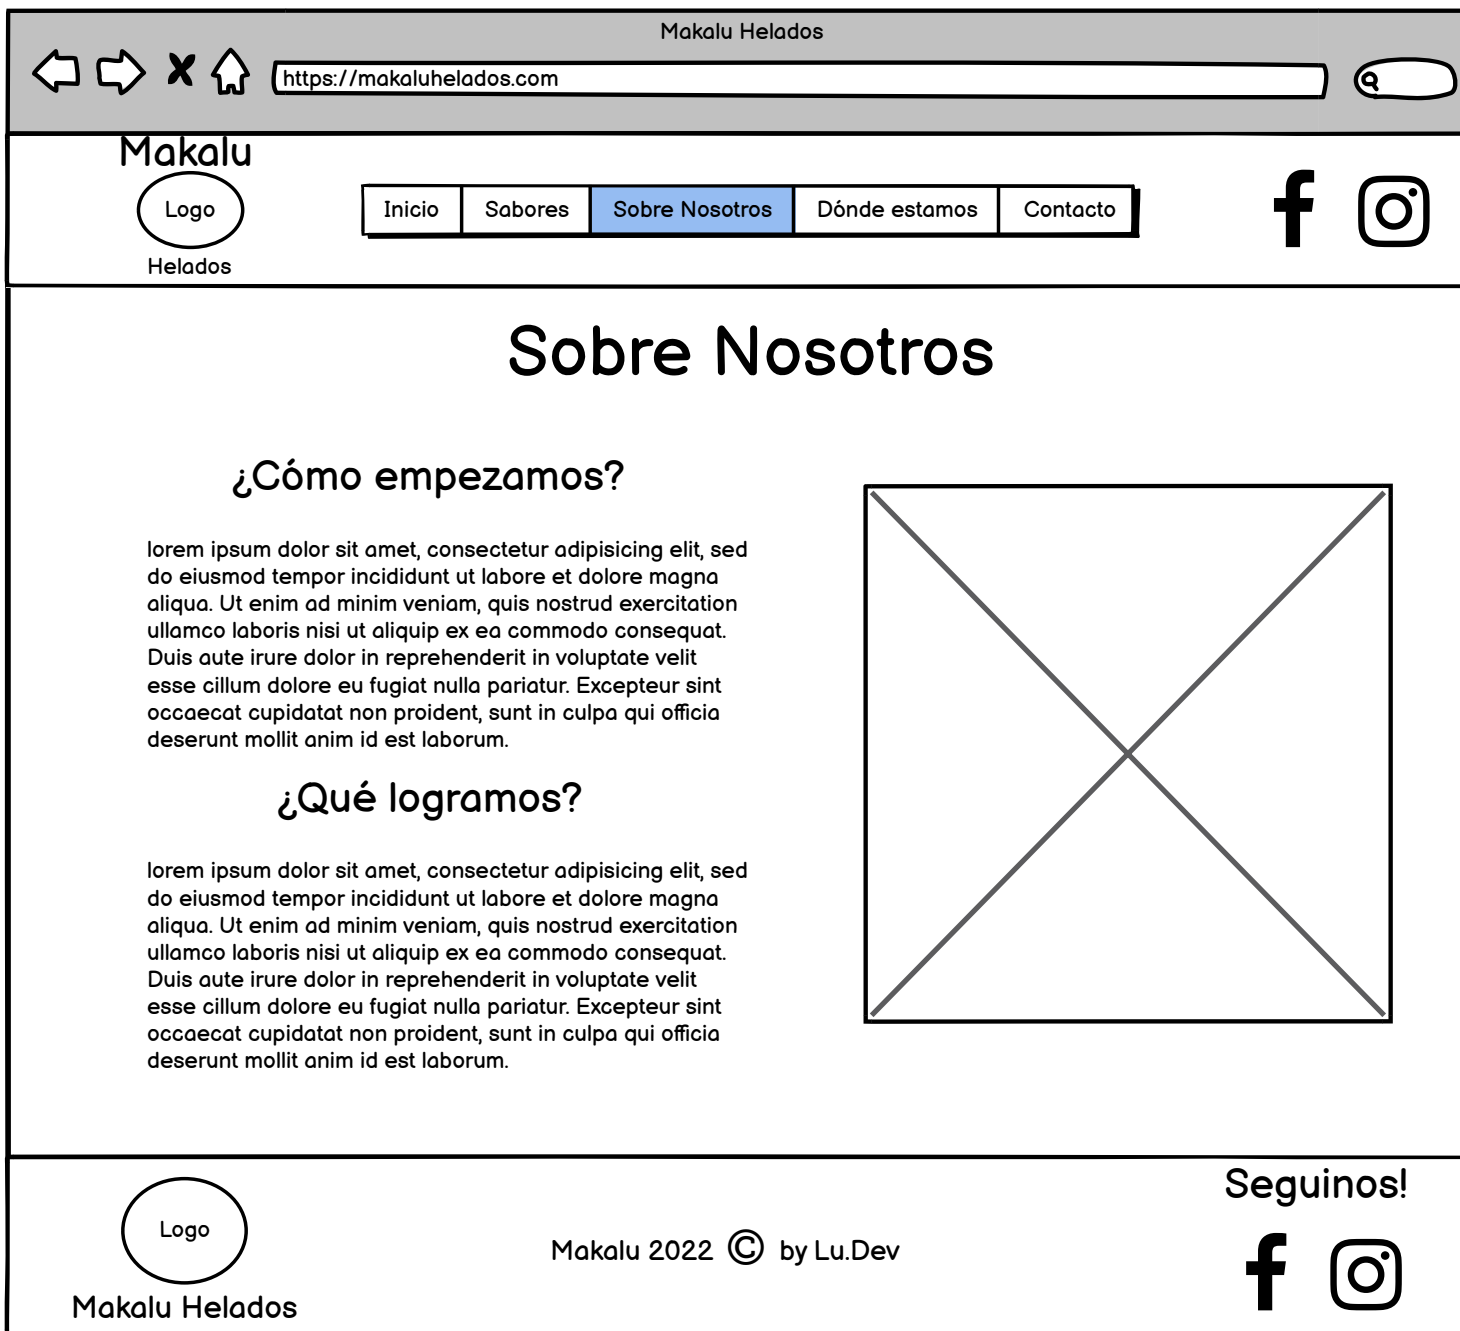 Makalu Helados
https://makaluhelados.com
Makalu
Logo
Helados
Inicio
Sabores
Sobre Nosotros
Dónde estamos
Contacto
Sobre Nosotros
¿Cómo empezamos?
lorem ipsum dolor sit amet, consectetur adipisicing elit, sed
do eiusmod tempor incididunt ut labore et dolore magna
aliqua. Ut enim ad minim veniam, quis nostrud exercitation
ullamco laboris nisi ut aliquip ex ea commodo consequat.
Duis aute irure dolor in reprehenderit in voluptate velit
esse cillum dolore eu fugiat nulla pariatur. Excepteur sint
occaecat cupidatat non proident, sunt in culpa qui officia
deserunt mollit anim id est laborum.
¿Qué logramos?
lorem ipsum dolor sit amet, consectetur adipisicing elit, sed
do eiusmod tempor incididunt ut labore et dolore magna
aliqua. Ut enim ad minim veniam, quis nostrud exercitation
ullamco laboris nisi ut aliquip ex ea commodo consequat.
Duis aute irure dolor in reprehenderit in voluptate velit
esse cillum dolore eu fugiat nulla pariatur. Excepteur sint
occaecat cupidatat non proident, sunt in culpa qui officia
deserunt mollit anim id est laborum.
Logo
Makalu Helados
Makalu 2022 © by Lu.Dev
Seguinos!